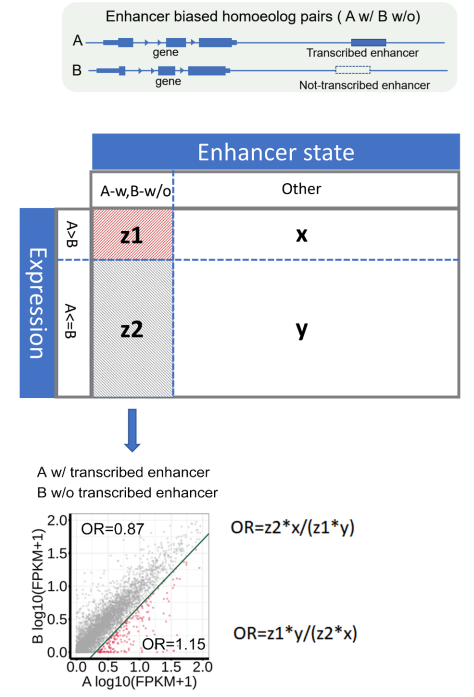 Enhancer biased homoeolog pairs ( A w/ B w/o)
A
gene
Transcribed enhancer
B
gene
Not-transcribed enhancer
Enhancer state
A-w,B-w/o
Other
Expression
A>B
z1
x
A<=B
z2
y
A w/ transcribed enhancer
B w/o transcribed enhancer
B log10(FPKM+1)
2.0
1.5
1.0
0.5
0.0
OR=0.87
OR=z2*x/(z1*y)
OR=1.15
OR=z1*y/(z2*x)
0.0 0.5 1.0 1.5 2.0
A log10(FPKM+1)